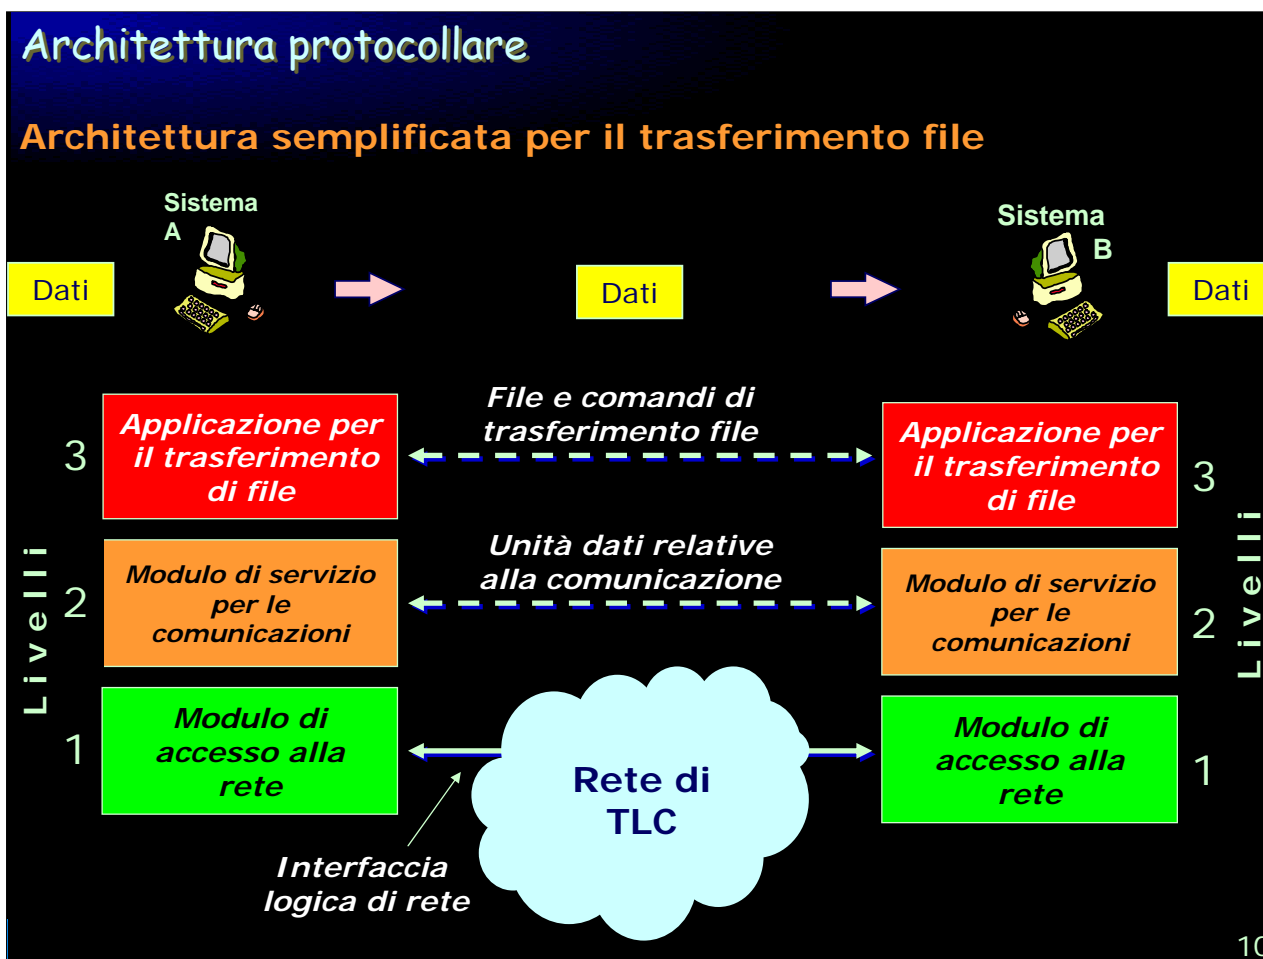 Architettura protocollare
Architettura semplificata per il trasferimento file
Sistema
A
Sistema
B
Dati
Dati
Dati
File e comandi di
trasferimento file
3
Applicazione per
il trasferimento
di file
Applicazione per
il trasferimento
di file
3
Unità dati relative
alla comunicazione
Livelli
2
Modulo di servizio
per le
comunicazioni
Modulo di servizio
per le
comunicazioni
2
Livelli
1
Modulo di
accesso alla
rete
Rete di
TLC
Modulo di
accesso alla
rete
1
Interfaccia
logica di rete
10